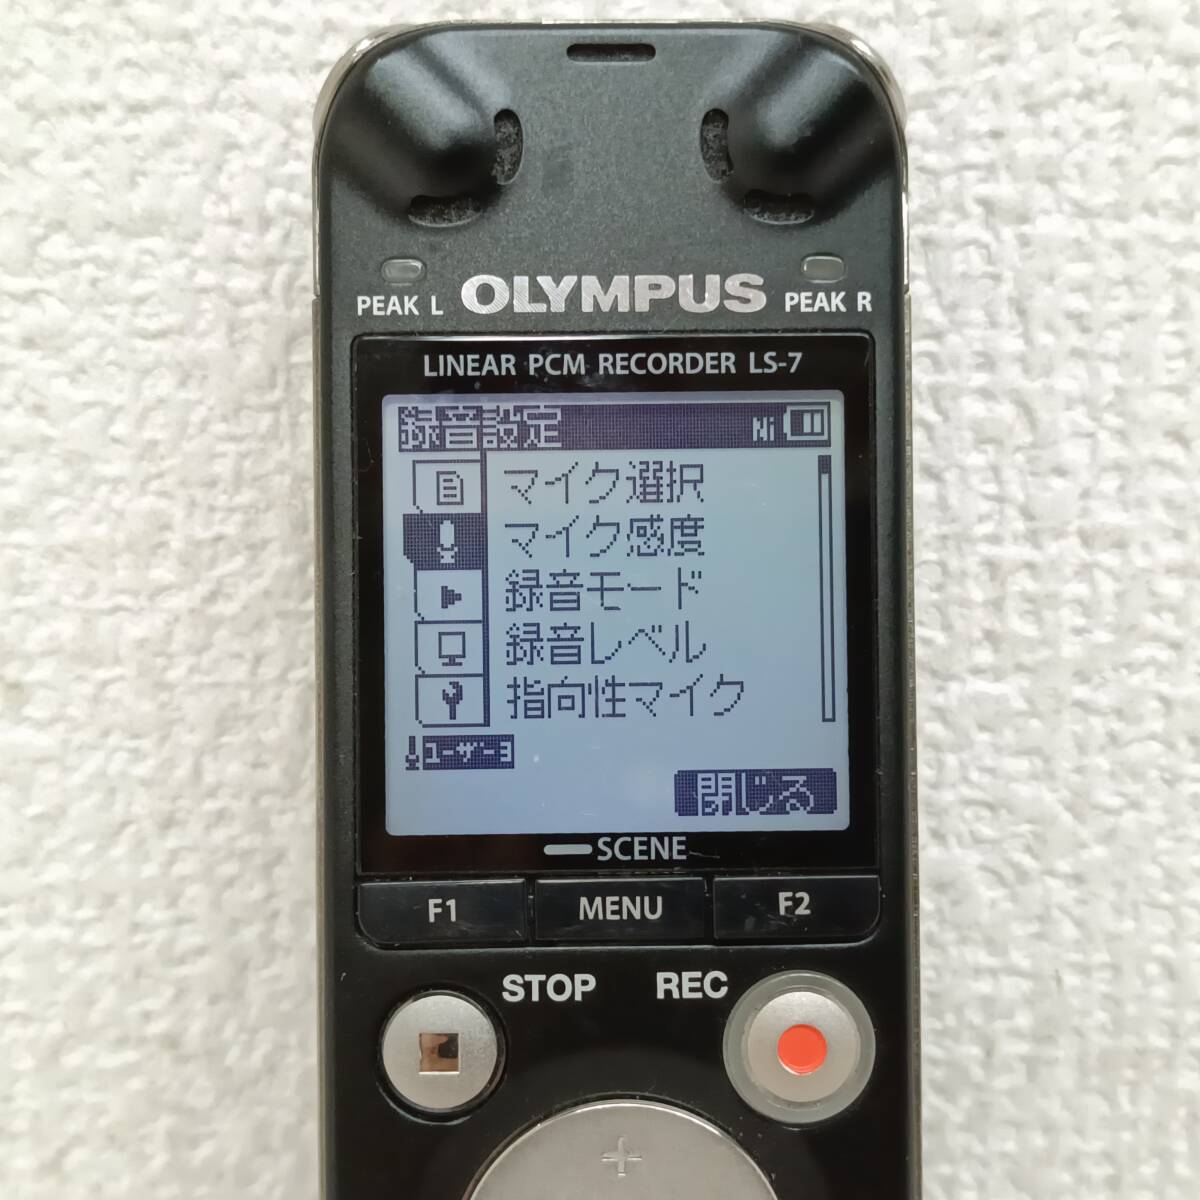 PEAK L
OLYMPUS
PEAK R
LINEAR PCM RECORDER LS-7
録音設定 Ni
マイク選択
マイク感度
録音モード
録音レベル
指向性マイク
ユーザー3
閉じる
SCENE
F1 MENU F2
STOP REC